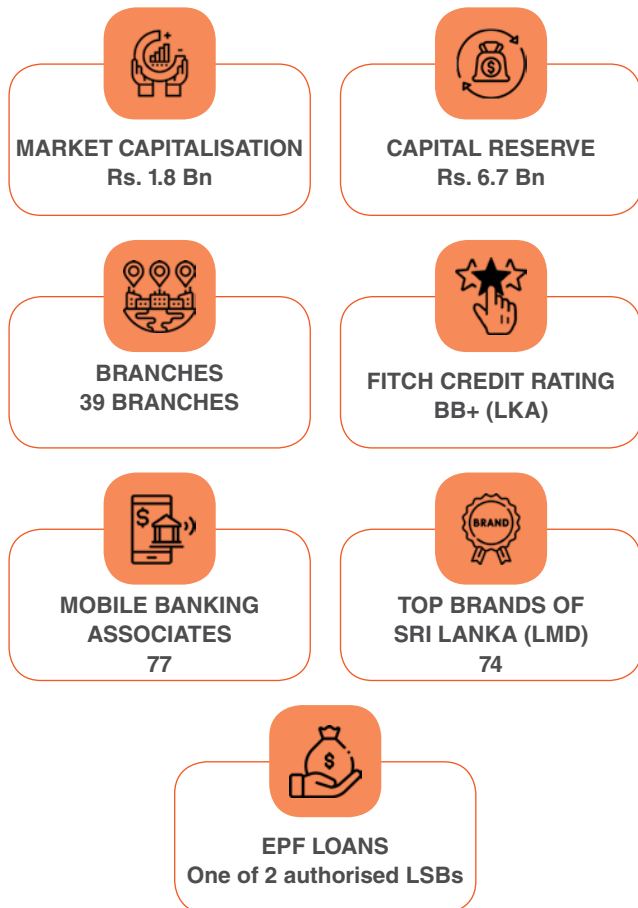 MARKET CAPITALISATION
Rs. 1.8 Bn
CAPITAL RESERVE
Rs. 6.7 Bn
BRANCHES
39 BRANCHES
FITCH CREDIT RATING
BB+ (LKA)
MOBILE BANKING
ASSOCIATES
77
BRAND
TOP BRANDS OF
SRI LANKA (LMD)
74
EPF LOANS
One of 2 authorised LSBs